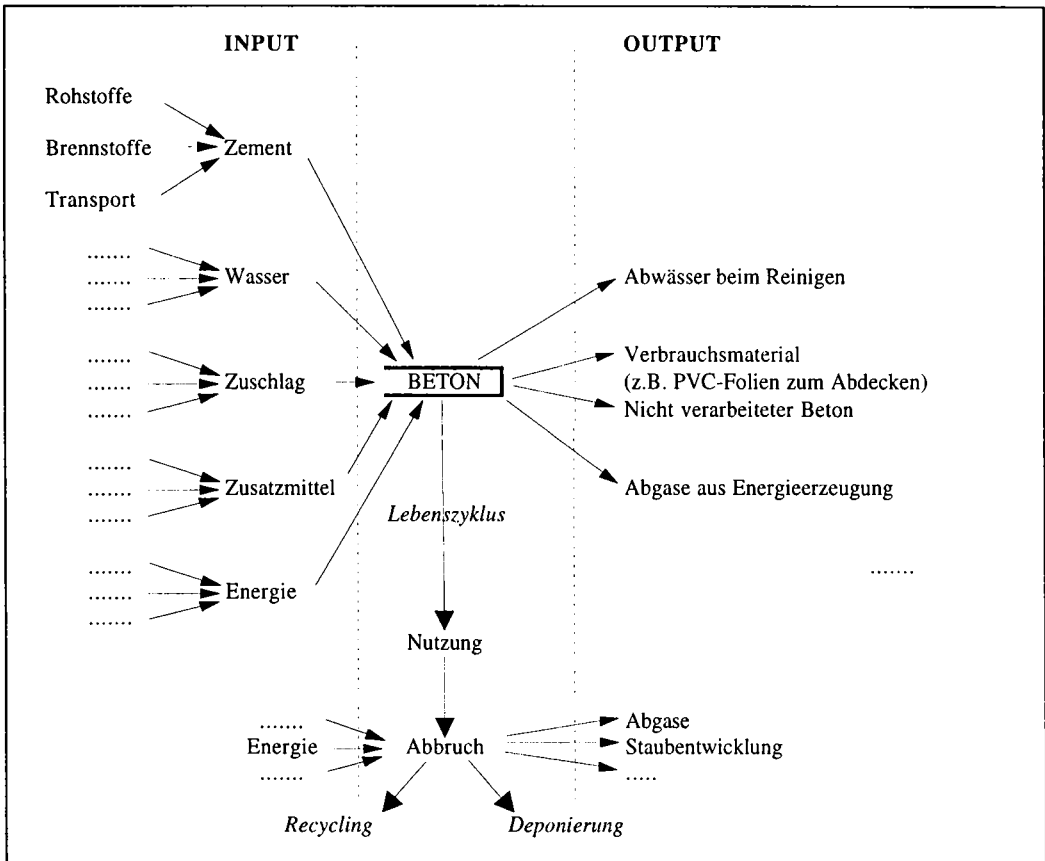 INPUT OUTPUT
Rohstoffe
Brennstoffe Zement
Transport
.......
....... Wasser Abwässer beim Reinigen
.......
....... Verbrauchsmaterial
....... Zuschlag BETON (z.B. PVC-Folien zum Abdecken)
....... Nicht verarbeiteter Beton
.......
....... Zusatzmittel Abgase aus Energieerzeugung
.......
Lebenszyklus
....... .......
....... Energie
.......
Nutzung
....... Abgase
Energie Abbruch Staubentwicklung
....... .....
Recycling Deponierung